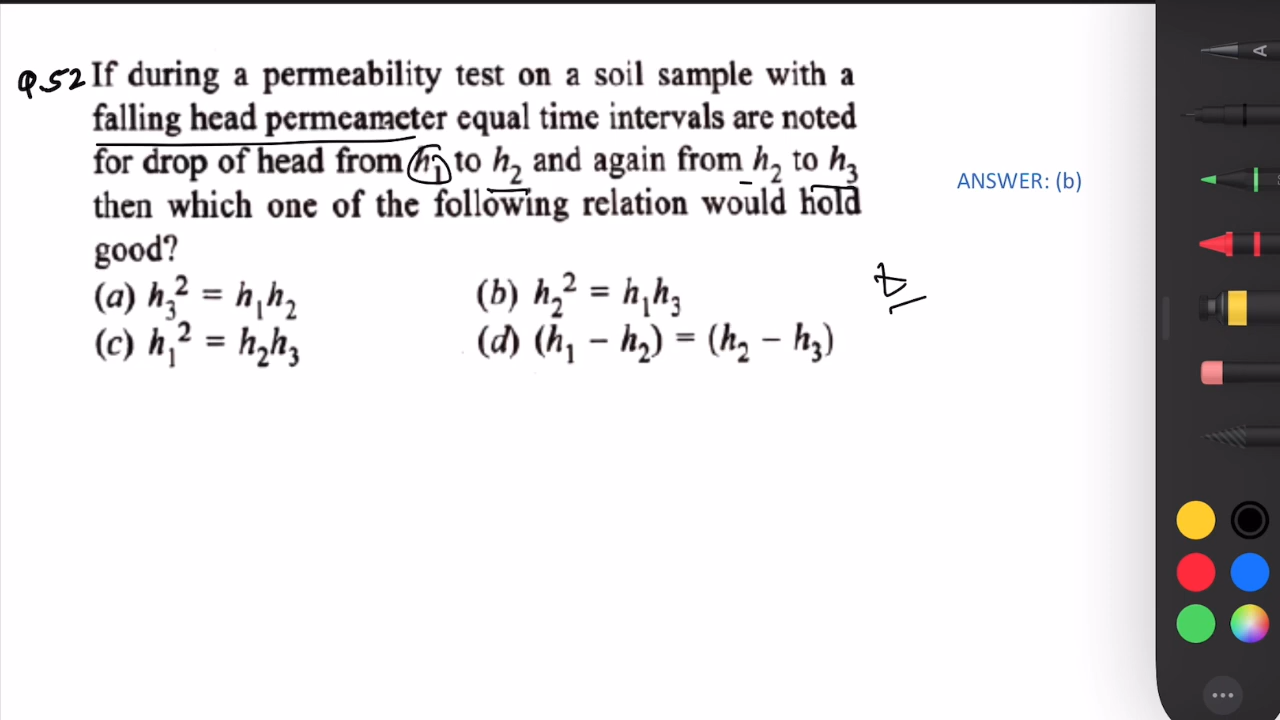 Q.52 If during a permeability test on a soil sample with a
falling head permeameter equal time intervals are noted
for drop of head from h₁ to h₂ and again from h₂ to h₃
then which one of the following relation would hold
good?
(a) h₃² = h₁h₂
(b) h₂² = h₁h₃
(c) h₁² = h₂h₃
(d) (h₁ − h₂) = (h₂ − h₃)
ANSWER: (b)
A